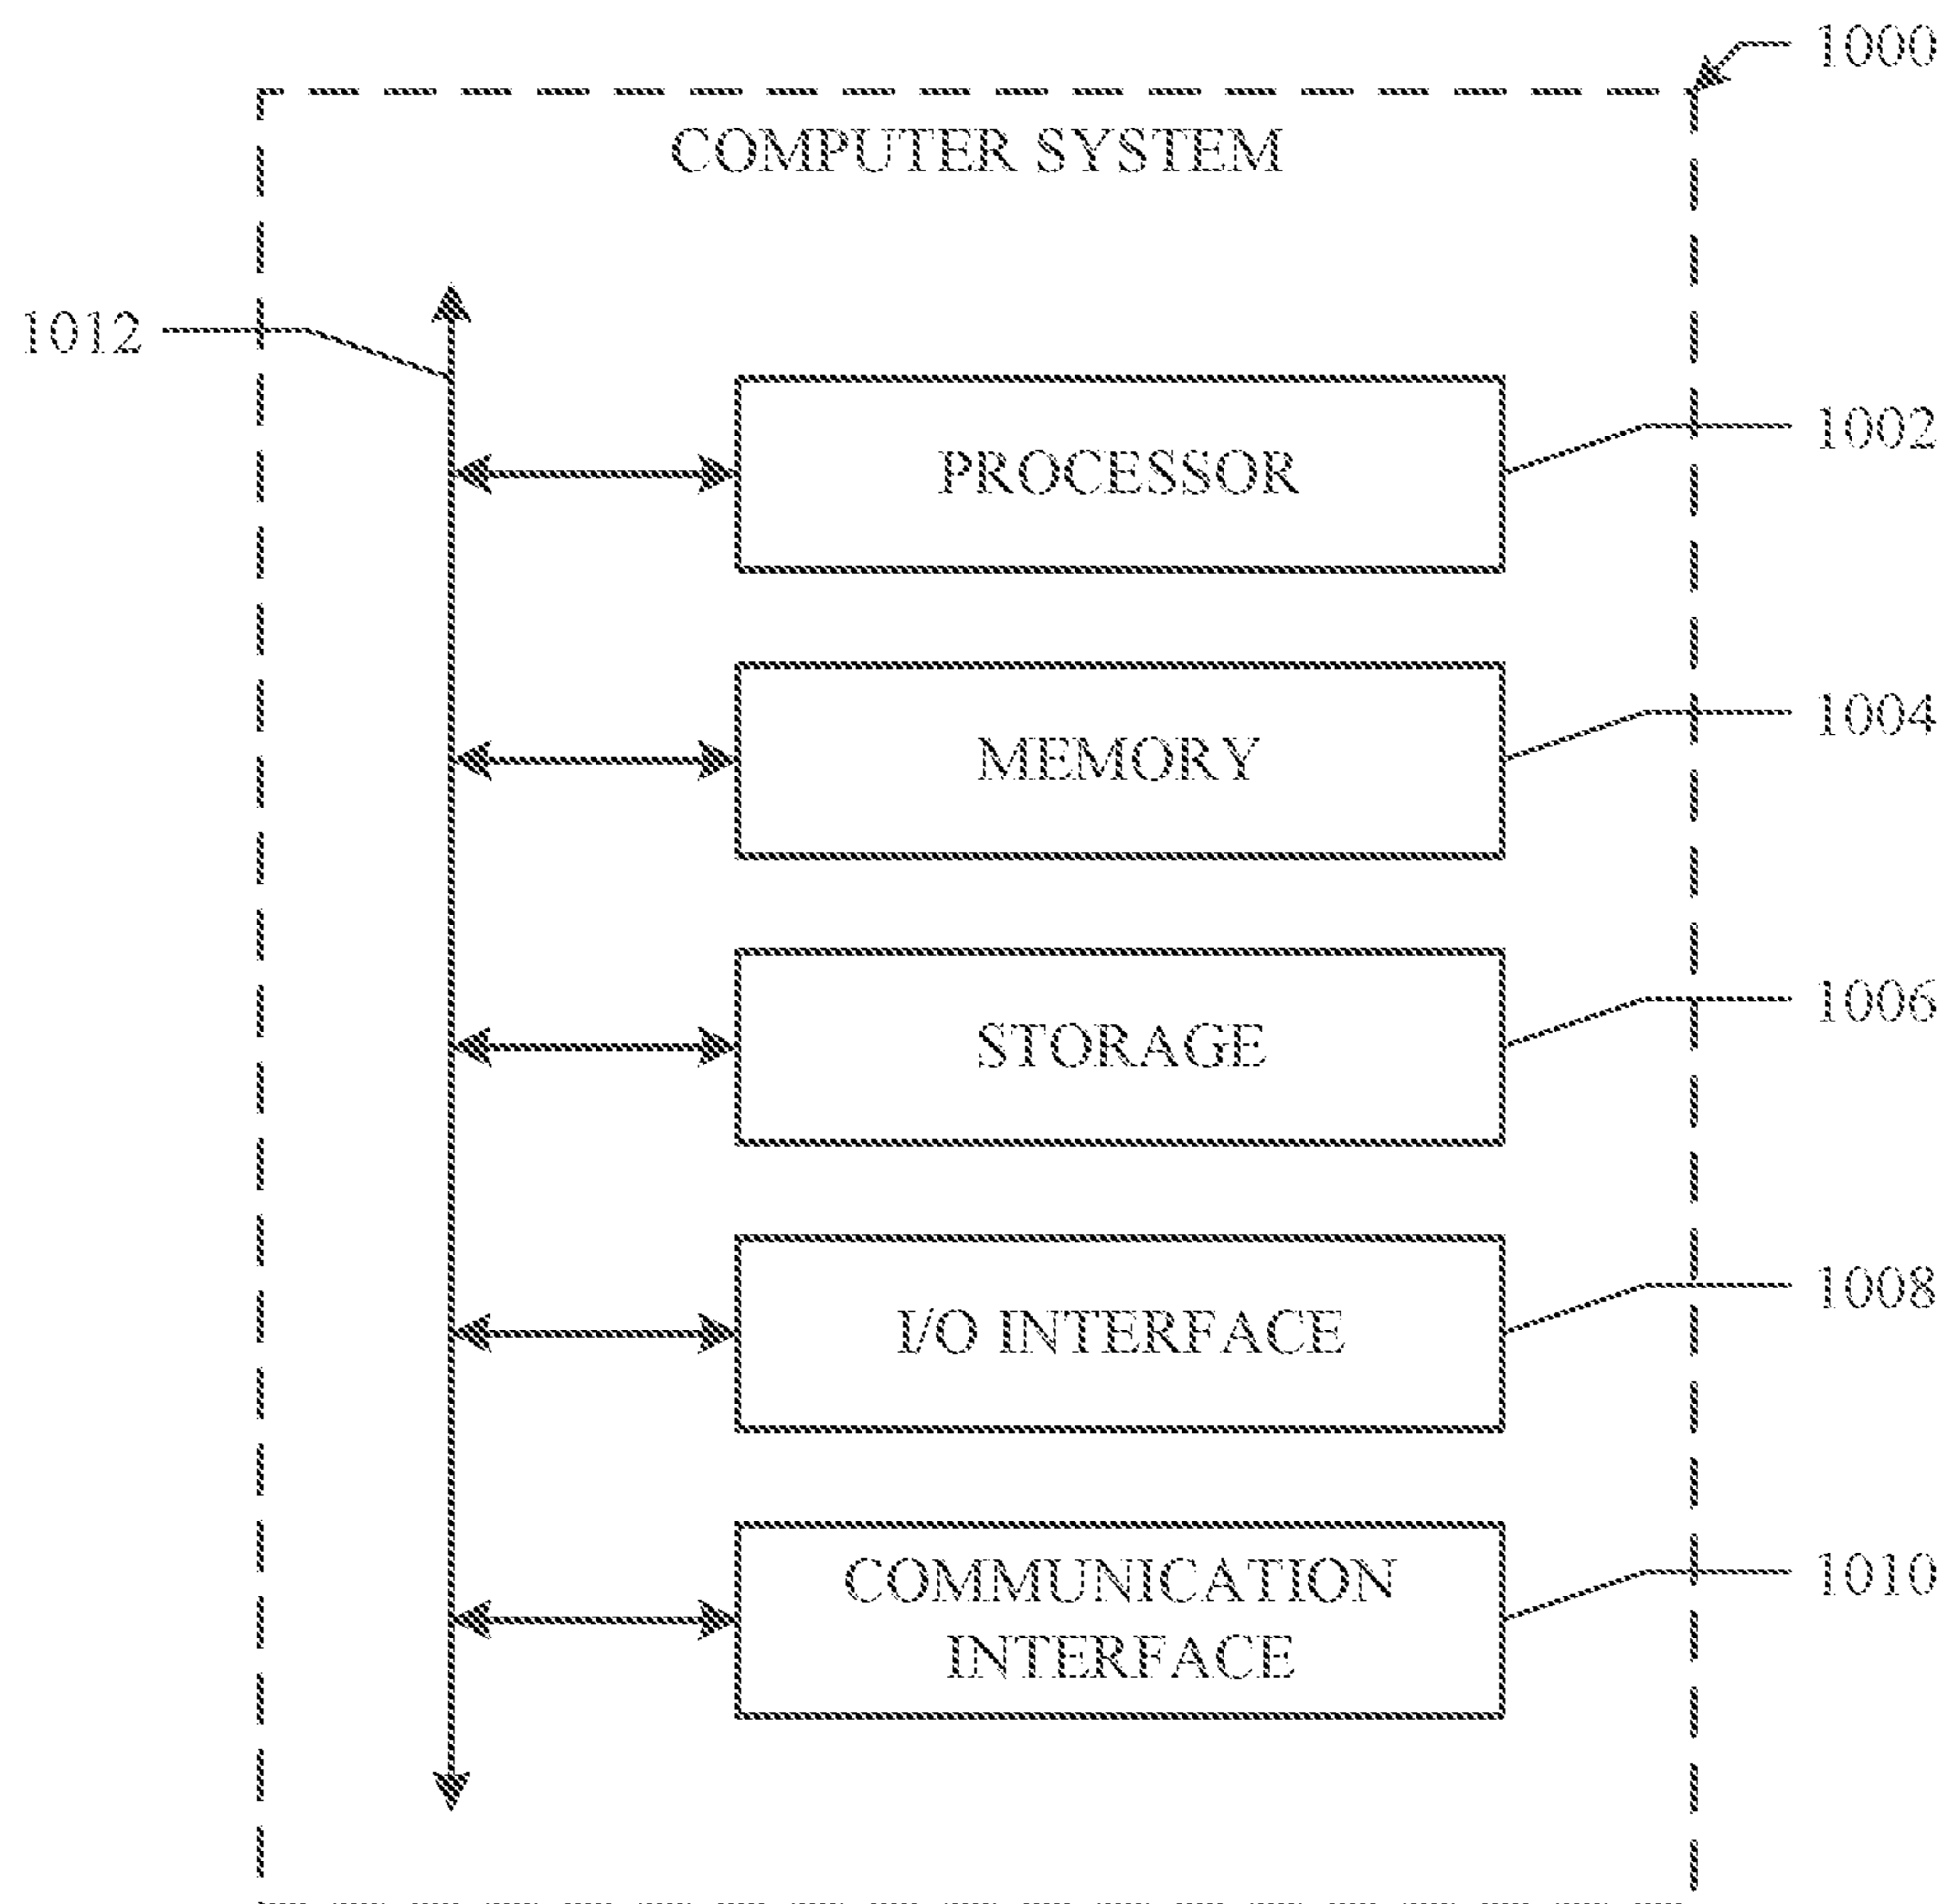 1000
COMPUTER SYSTEM
1012
PROCESSOR
1002
MEMORY
1004
STORAGE
1006
I/O INTERFACE
1008
COMMUNICATION
INTERFACE
1010